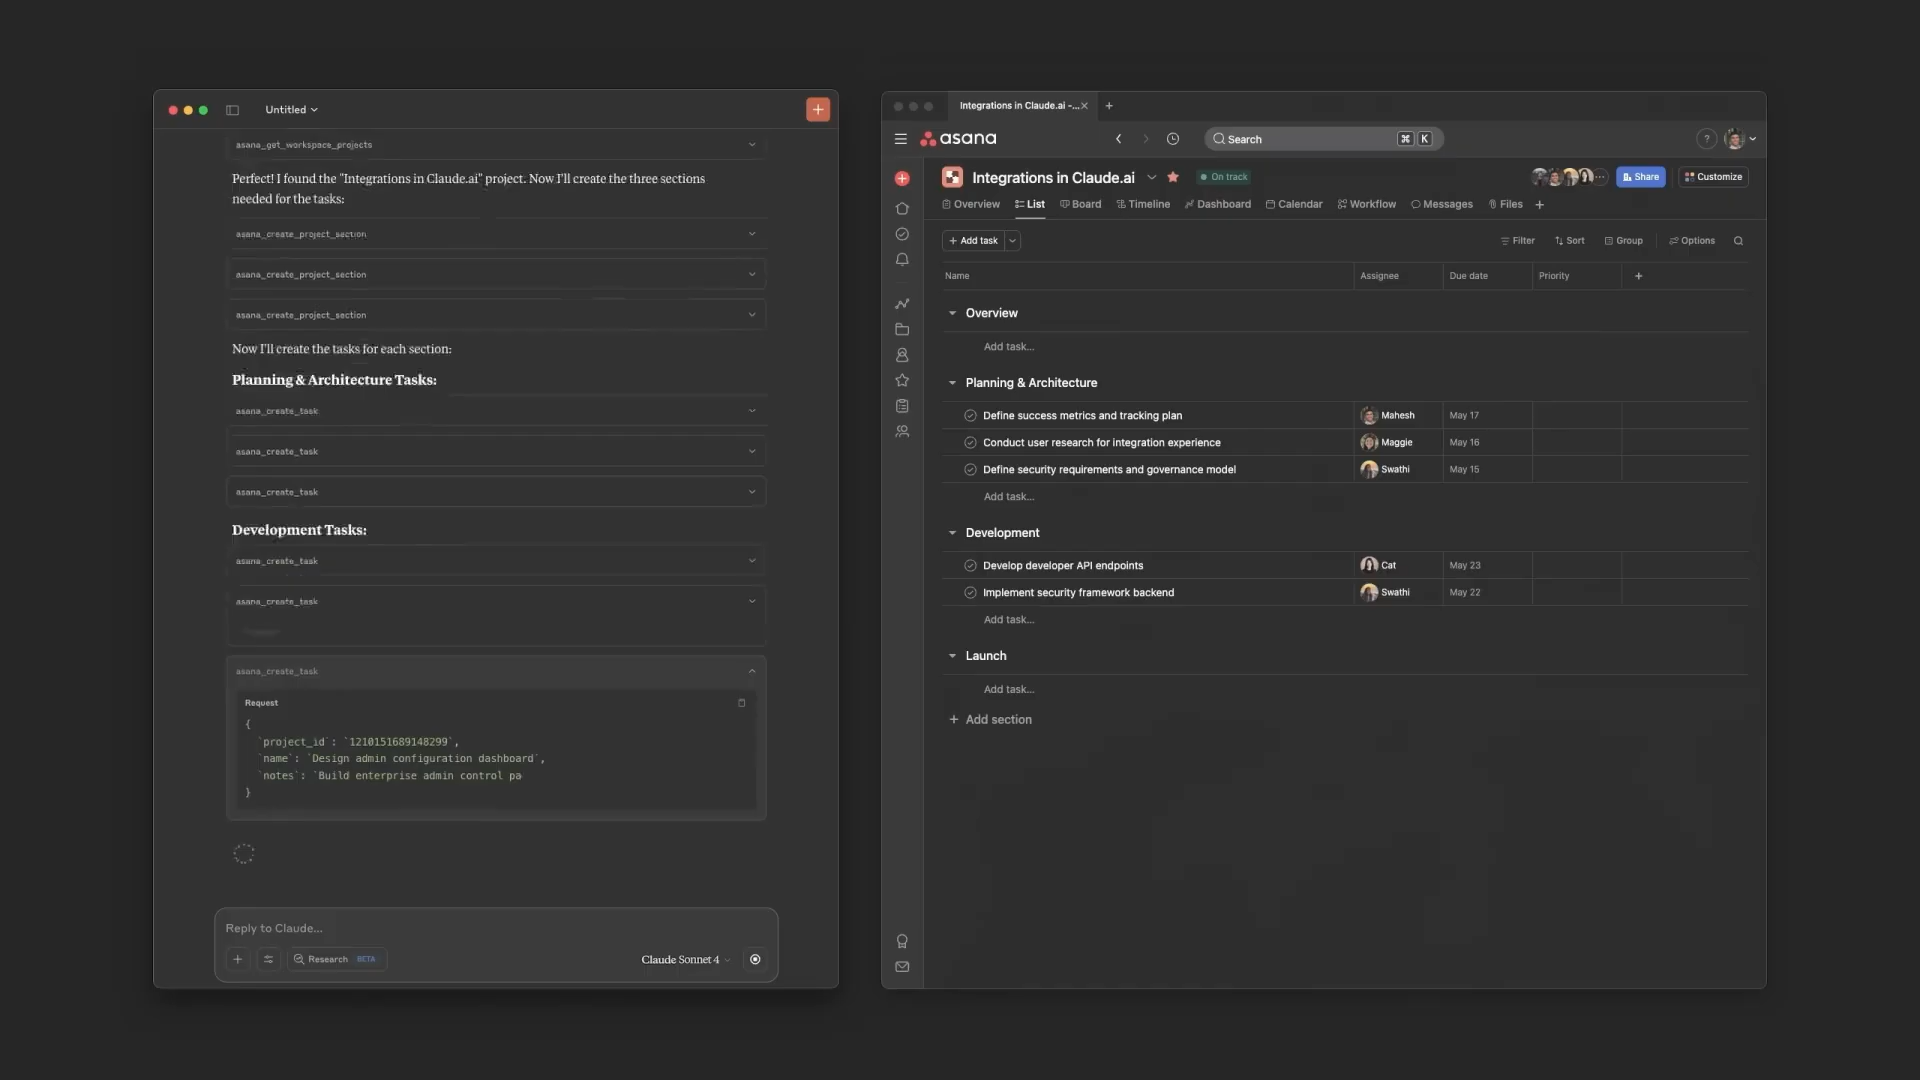 Untitled
asana_get_workspace_projects
Perfect! I found the "Integrations in Claude.ai" project. Now I'll create the three sections
needed for the tasks:
asana_create_project_section
asana_create_project_section
asana_create_project_section
Now I'll create the tasks for each section:
Planning & Architecture Tasks:
asana_create_task
asana_create_task
asana_create_task
Development Tasks:
asana_create_task
asana_create_task
asana_create_task
Request
{
`project_id`: `1210151689148299`,
`name`: `Design admin configuration dashboard`,
`notes`: `Build enterprise admin control pa
}
Reply to Claude...
Research BETA
Claude Sonnet 4
Integrations in Claude.ai -...
asana
Search ⌘ K
?
Integrations in Claude.ai
On track
Share
Customize
Overview List Board Timeline Dashboard Calendar Workflow Messages Files +
+ Add task
Filter Sort Group Options
Name Assignee Due date Priority +
Overview
Add task...
Planning & Architecture
Define success metrics and tracking plan Mahesh May 17
Conduct user research for integration experience Maggie May 16
Define security requirements and governance model Swathi May 15
Add task...
Development
Develop developer API endpoints Cat May 23
Implement security framework backend Swathi May 22
Add task...
Launch
Add task...
+ Add section